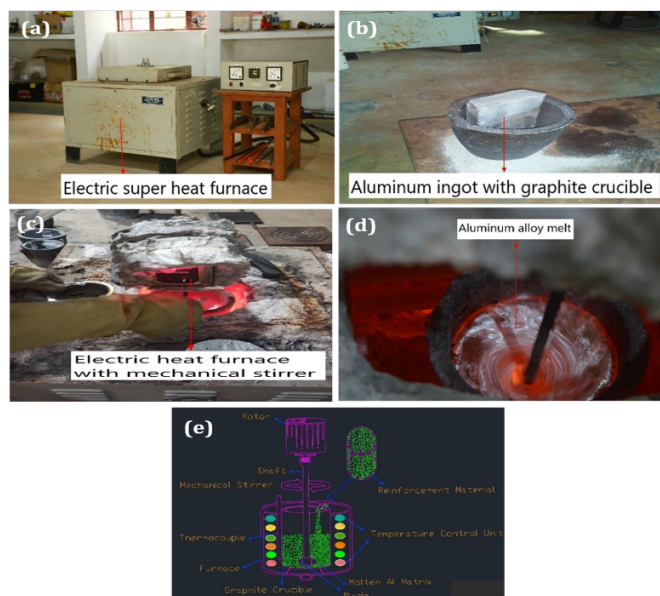 (a)
Electric super heat furnace
(b)
Aluminum ingot with graphite crucible
(c)
Electric heat furnace
with mechanical stirrer
(d)
Aluminum alloy melt
(e)
Motor
Shaft
Mechanical Stirrer
Reinforcement Material
Thermocouple
Temperature Control
Unit
Furnace
Molten Al Matrix
Graphite Crucible
Blade